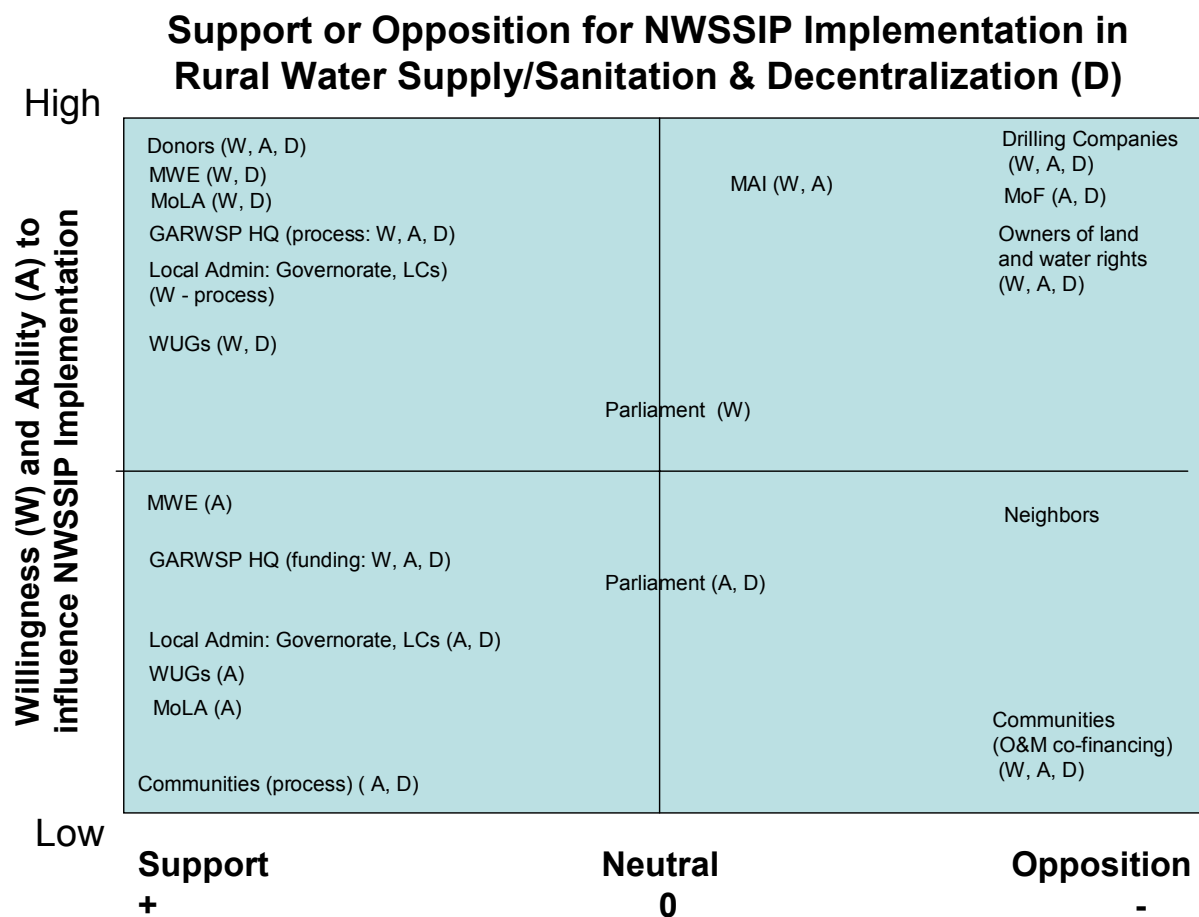 Support or Opposition for NWSSIP Implementation in
Rural Water Supply/Sanitation & Decentralization (D)
High
Willingness (W) and Ability (A) to
influence NWSSIP Implementation
Donors (W, A, D)
MWE (W, D)
MoLA (W, D)
GARWSP HQ (process: W, A, D)
Local Admin: Governorate, LCs)
(W - process)
WUGs (W, D)
MAI (W, A)
Drilling Companies
(W, A, D)
MoF (A, D)
Owners of land
and water rights
(W, A, D)
Parliament (W)
MWE (A)
GARWSP HQ (funding: W, A, D)
Local Admin: Governorate, LCs (A, D)
WUGs (A)
MoLA (A)
Communities (process) ( A, D)
Parliament (A, D)
Neighbors
Communities
(O&M co-financing)
(W, A, D)
Low
Support
+
Neutral
0
Opposition
-